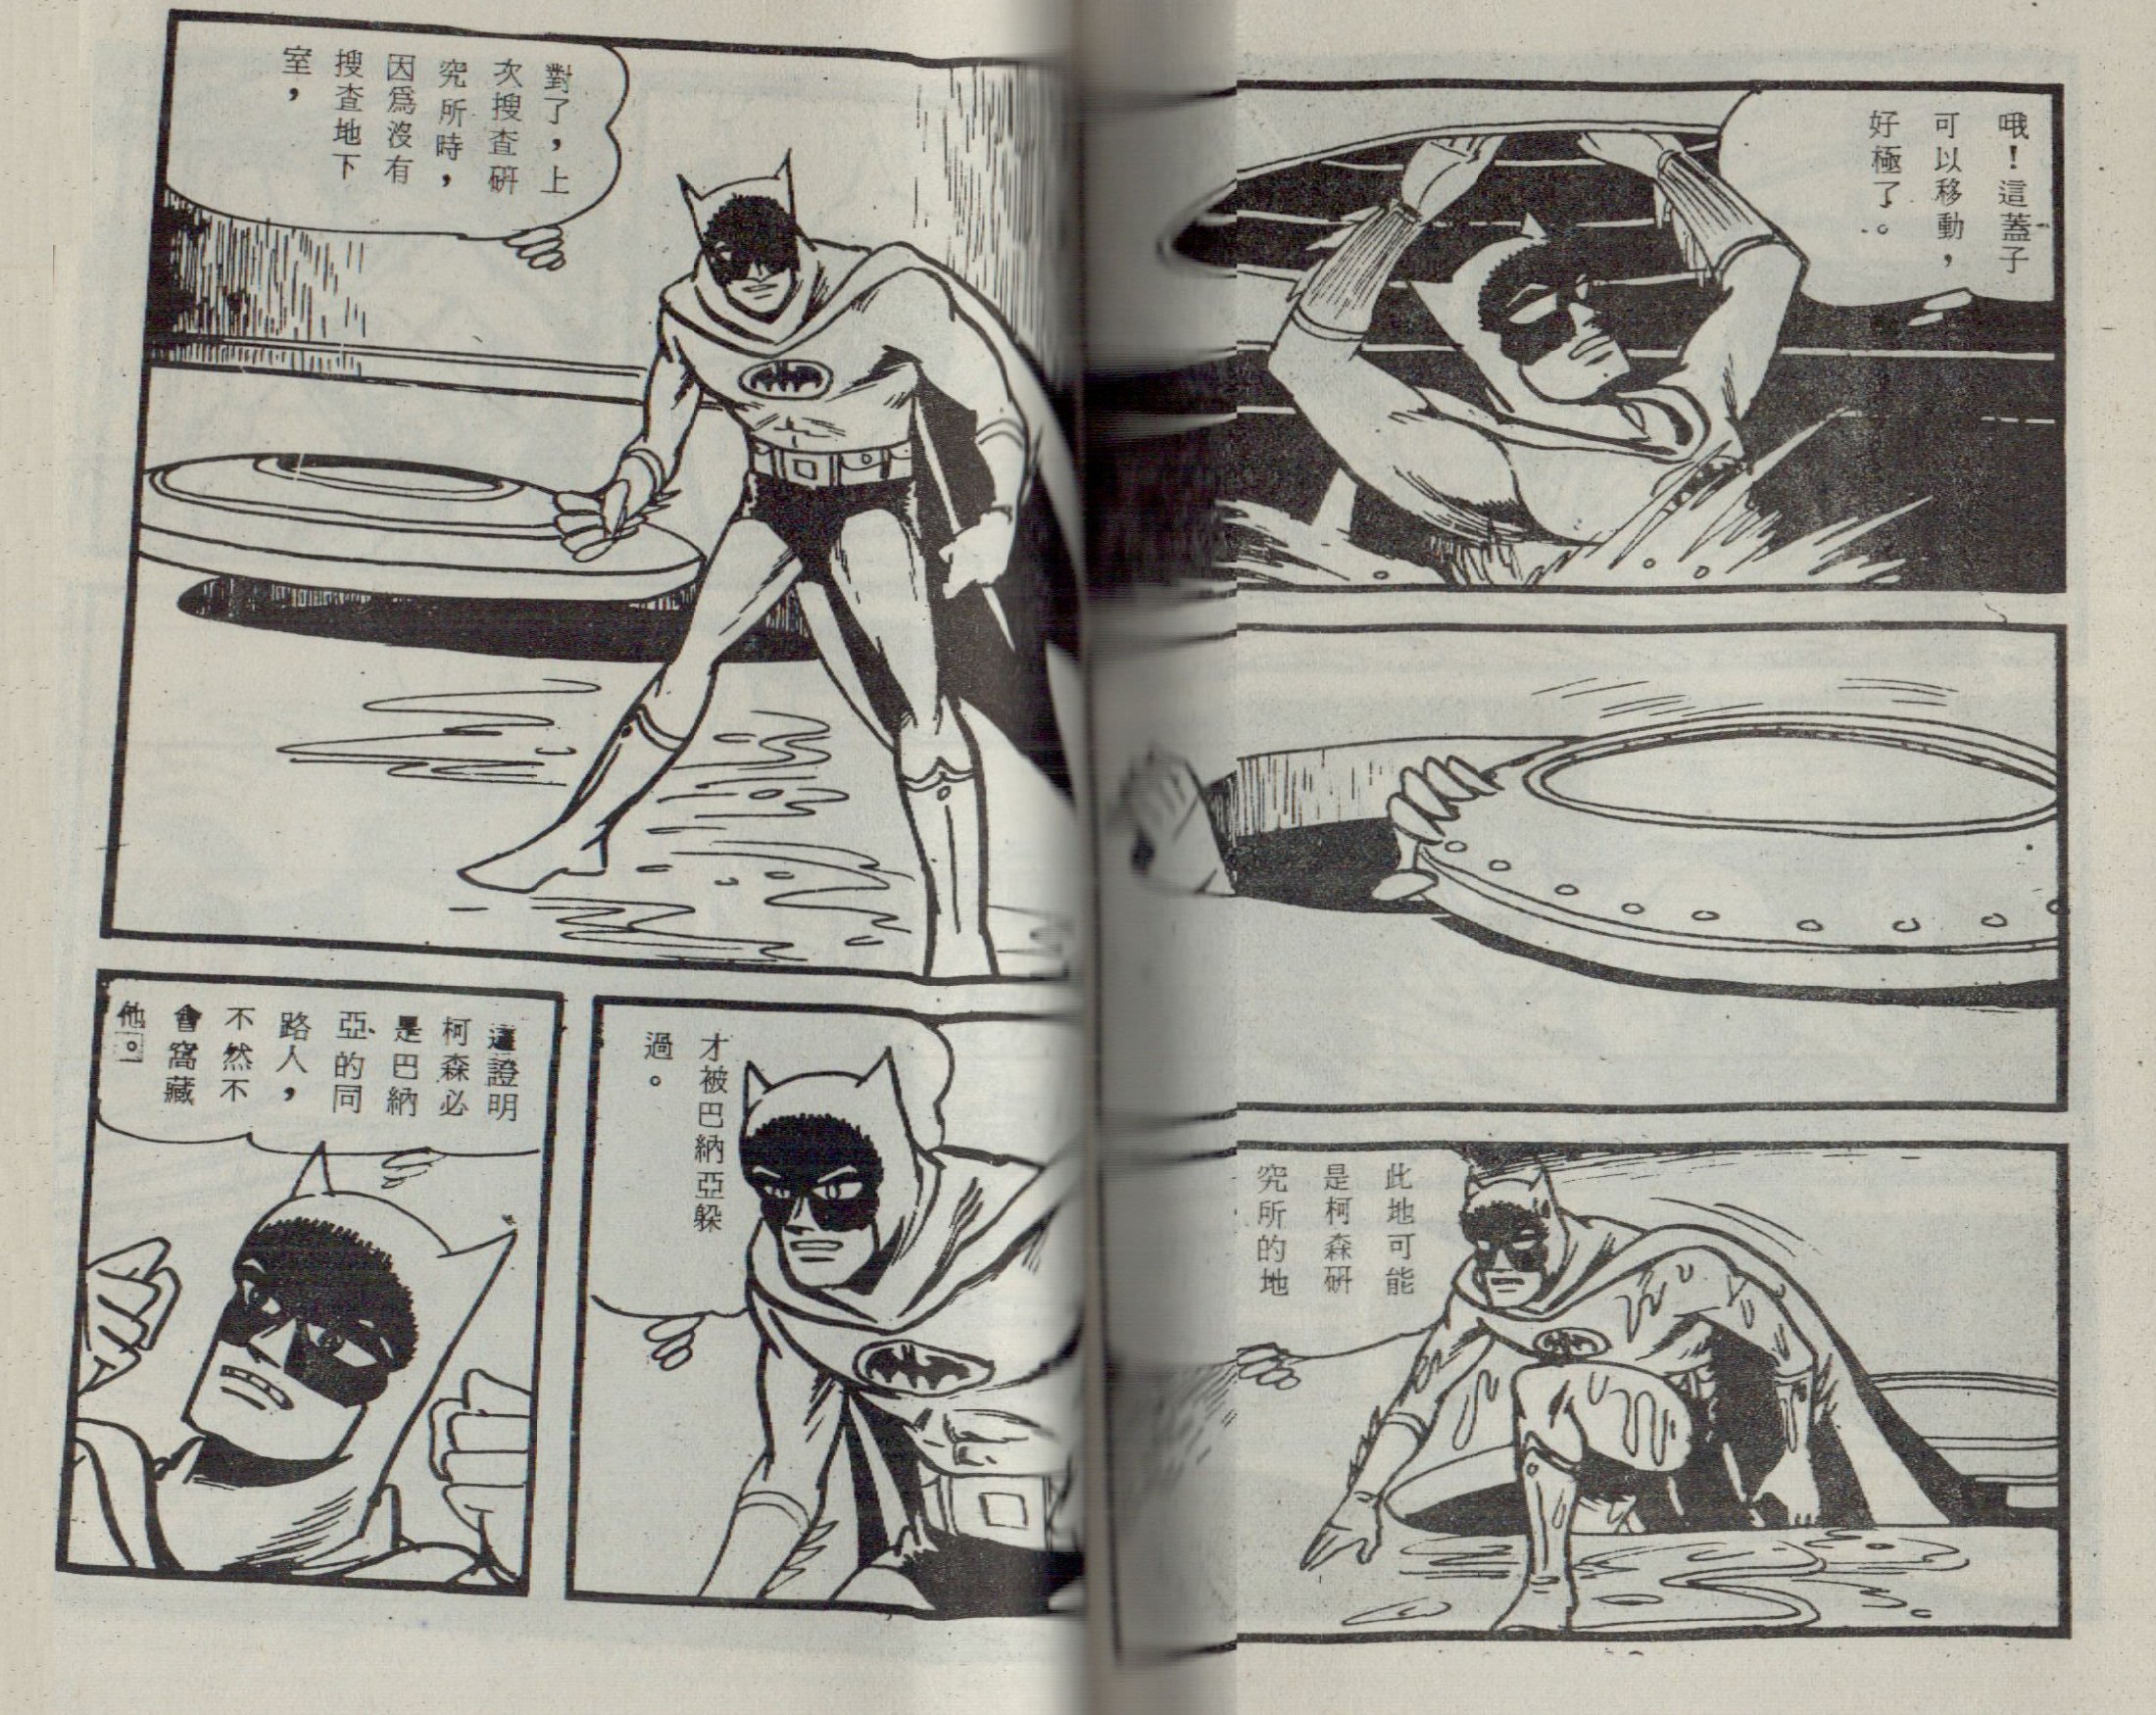 哦！這蓋子
可以移動，
好極了。
此地可能
是柯森研
究所的地
對了，上
次搜查研
究所時，
因爲沒有
搜查地下
室，
才被巴納亞躲
過。
這證明
柯森必
是巴納
亞的同
路人，
不然不
會窩藏
他。